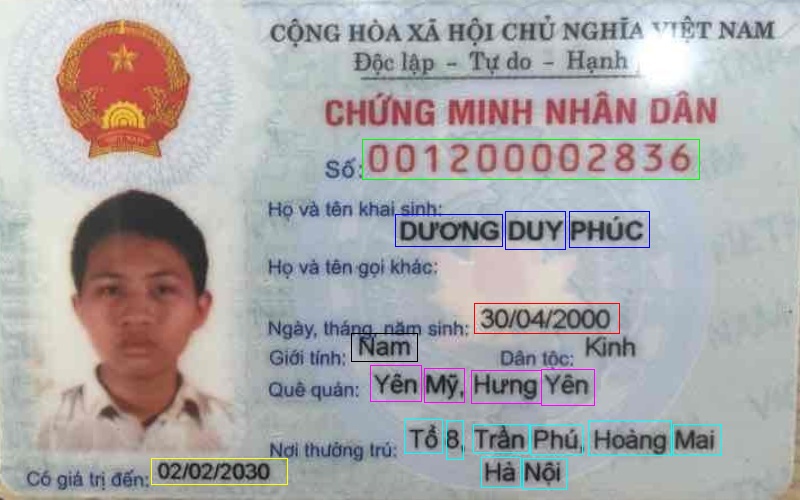 CỘNG HÒA XÃ HỘI CHỦ NGHĨA VIỆT NAM
Độc lập - Tự do - Hạnh
CHỨNG MINH NHÂN DÂN
VIỆT NAM
Số: 001200002836
Họ và tên khai sinh:
DƯƠNG DUY PHÚC
Họ và tên gọi khác:
Ngày, tháng, năm sinh: 30/04/2000
Giới tính: Nam Dân tộc: Kinh
Quê quán: Yên Mỹ, Hưng Yên
Nơi thường trú: Tổ 8, Trần Phú, Hoàng Mai
Hà Nội
Có giá trị đến: 02/02/2030